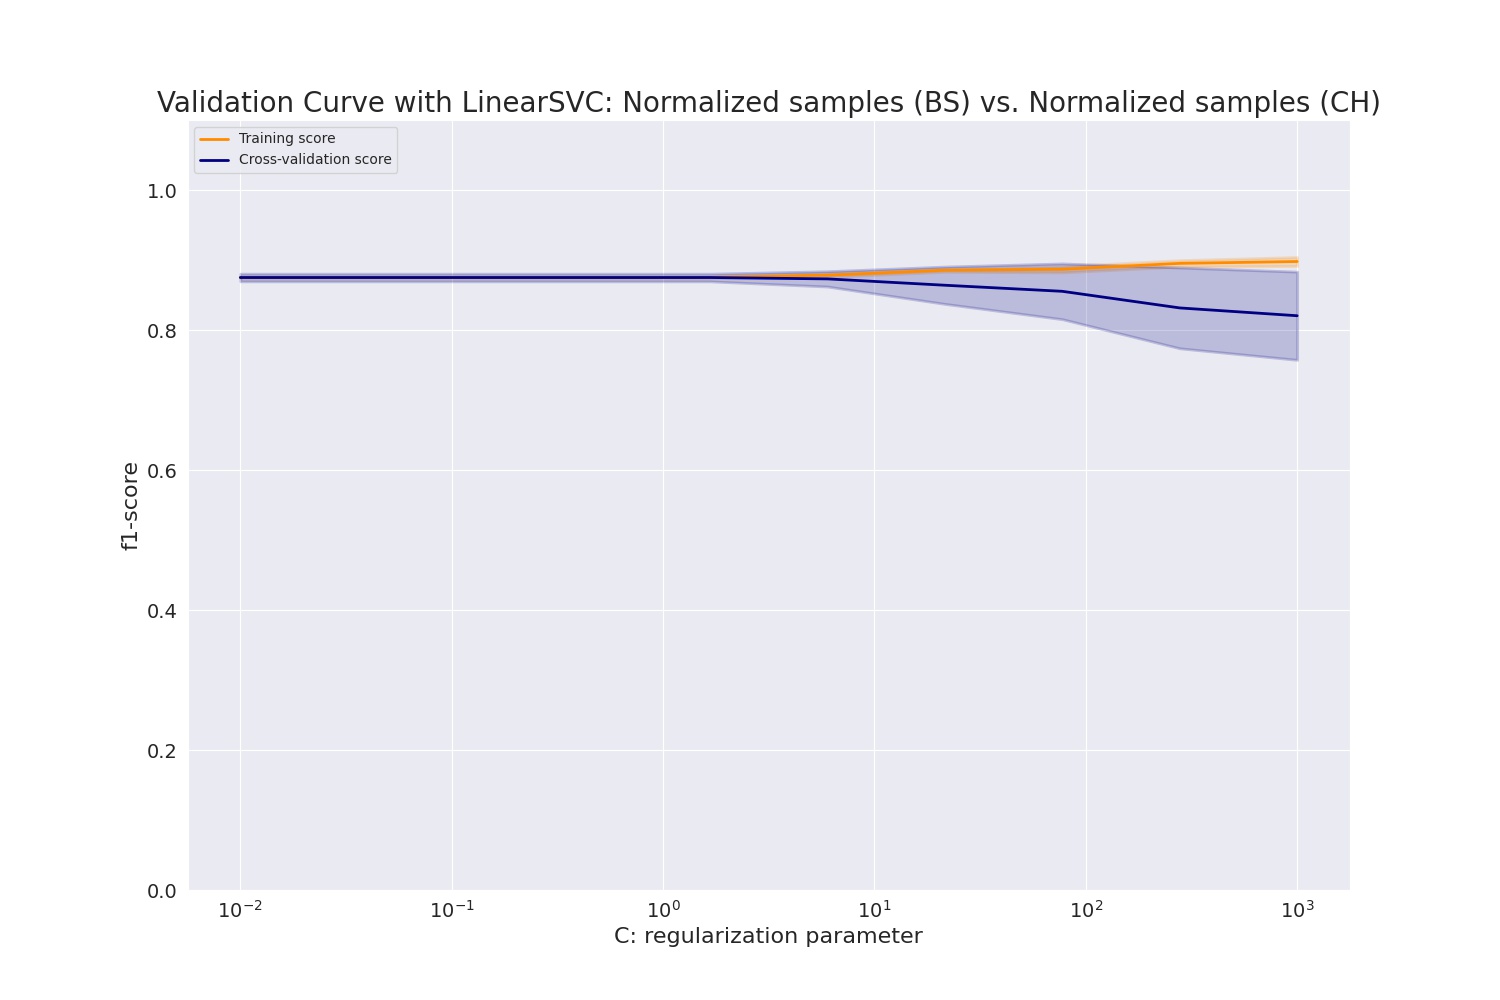 Validation Curve with LinearSVC: Normalized samples (BS) vs. Normalized samples (CH)
Training score
Cross-validation score
1.0
0.8
0.6
0.4
0.2
0.0
f1-score
10⁻² 10⁻¹ 10⁰ 10¹ 10² 10³
C: regularization parameter